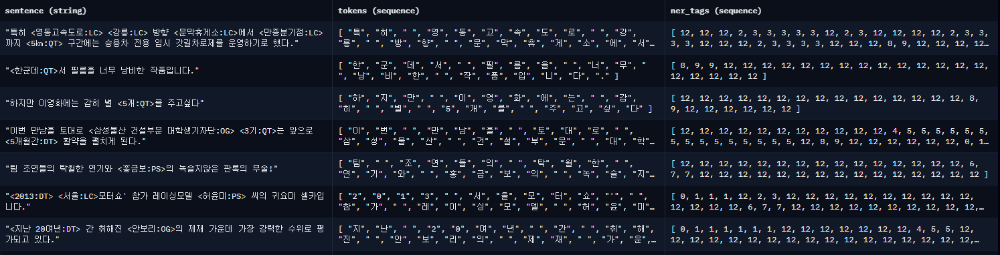 sentence (string)
tokens (sequence)
ner_tags (sequence)
"특히 <영동고속도로:LC> <강릉:LC> 방향 <문막휴게소:LC>에서 <만종분기점:LC>
까지 <5㎞:QT> 구간에는 승용차 전용 임시 갓길차로제를 운영하기로 했다."
[ "특", "히", " ", "영", "동", "고", "속", "도", "로", " ", "강",
"릉", " ", "방", "향", " ", "문", "막", "휴", "게", "소", "에", "서"…
[ 12, 12, 12, 2, 3, 3, 3, 3, 3, 12, 2, 3, 12, 12, 12, 12, 2, 3, 3,
3, 3, 12, 12, 12, 2, 3, 3, 3, 3, 12, 12, 12, 8, 9, 12, 12, 12, 12…
"<한군데:QT>서 필름을 너무 낭비한 작품입니다."
[ "한", "군", "데", "서", " ", "필", "름", "을", " ", "너", "무", "
", "낭", "비", "한", " ", "작", "품", "입", "니", "다", "." ]
[ 8, 9, 9, 12, 12, 12, 12, 12, 12, 12, 12, 12, 12, 12, 12, 12, 12,
12, 12, 12, 12, 12 ]
"하지만 이영화에는 감히 별 <5개:QT>를 주고싶다"
[ "하", "지", "만", " ", "이", "영", "화", "에", "는", " ", "감",
"히", " ", "별", " ", "5", "개", "를", " ", "주", "고", "싶", "다" ]
[ 12, 12, 12, 12, 12, 12, 12, 12, 12, 12, 12, 12, 12, 12, 12, 8,
9, 12, 12, 12, 12, 12, 12 ]
"이번 만남을 토대로 <삼성물산 건설부문 대학생기자단:OG> <3기:QT>는 앞으로
<5개월간:DT> 활약을 펼치게 된다."
[ "이", "번", " ", "만", "남", "을", " ", "토", "대", "로", " ",
"삼", "성", "물", "산", " ", "건", "설", "부", "문", " ", "대", "학"…
[ 12, 12, 12, 12, 12, 12, 12, 12, 12, 12, 12, 4, 5, 5, 5, 5, 5, 5,
5, 5, 5, 5, 5, 5, 5, 5, 5, 12, 8, 9, 12, 12, 12, 12, 12, 12, 0, 1…
"팀 조연들의 탁월한 연기와 <홍금보:PS>의 녹슬지않은 관록의 무술!"
[ "팀", " ", "조", "연", "들", "의", " ", "탁", "월", "한", " ",
"연", "기", "와", " ", "홍", "금", "보", "의", " ", "녹", "슬", "지"…
[ 12, 12, 12, 12, 12, 12, 12, 12, 12, 12, 12, 12, 12, 12, 12, 6,
7, 7, 12, 12, 12, 12, 12, 12, 12, 12, 12, 12, 12, 12, 12, 12 ]
"<2013:DT> <서울:LC>모터쇼' 참가 레이싱모델 <허윤미:PS> 씨의 귀요미 셀카입
니다."
[ "2", "0", "1", "3", " ", "서", "울", "모", "터", "쇼", "'", " ",
"참", "가", " ", "레", "이", "싱", "모", "델", " ", "허", "윤", "미"…
[ 0, 1, 1, 1, 12, 2, 3, 12, 12, 12, 12, 12, 12, 12, 12, 12, 12,
12, 12, 12, 12, 6, 7, 7, 12, 12, 12, 12, 12, 12, 12, 12, 12, 12,…
"<지난 20여년:DT> 간 취해진 <안보리:OG>의 제재 가운데 가장 강력한 수위로 평
가되고 있다."
[ "지", "난", " ", "2", "0", "여", "년", " ", "간", " ", "취", "해",
"진", " ", "안", "보", "리", "의", " ", "제", "재", " ", "가", "운",…
[ 0, 1, 1, 1, 1, 1, 1, 12, 12, 12, 12, 12, 12, 12, 4, 5, 5, 12,
12, 12, 12, 12, 12, 12, 12, 12, 12, 12, 12, 12, 12, 12, 12, 12,…